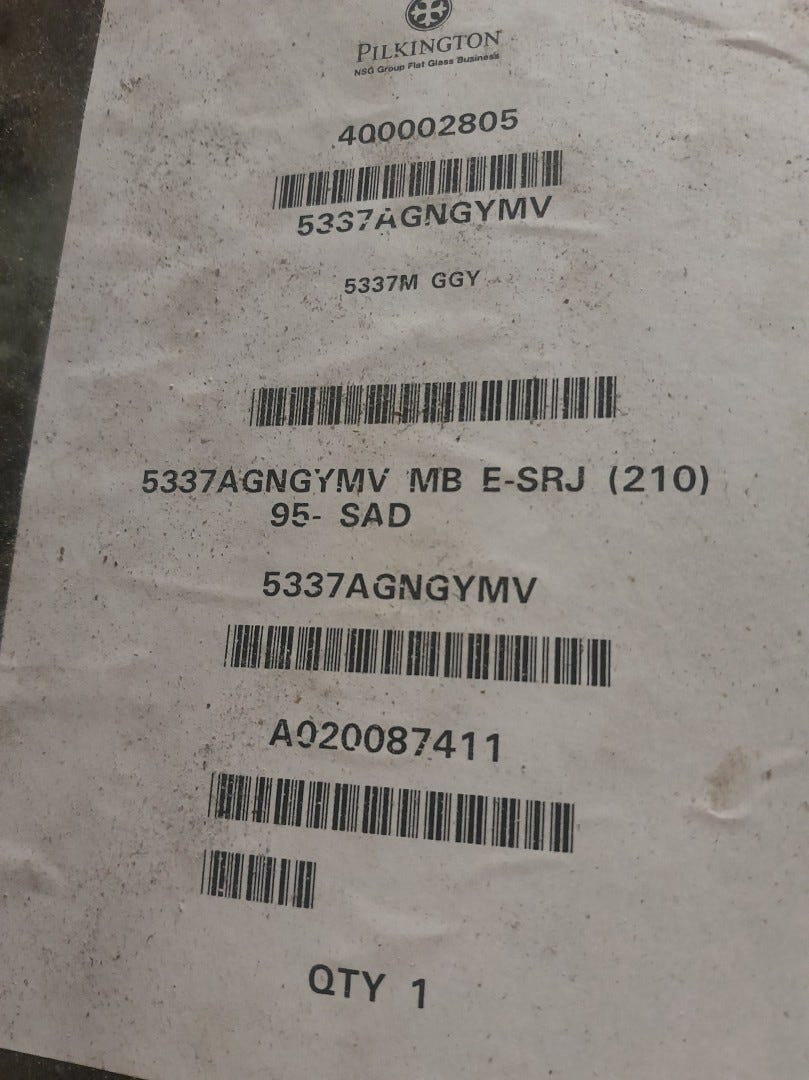 PILKINGTON
NSG Group Flat Glass Business
400002805
5337AGNGYMV
5337M GGY
5337AGNGYMV MB E-SRJ (210)
95- SAD
5337AGNGYMV
A020087411
QTY 1